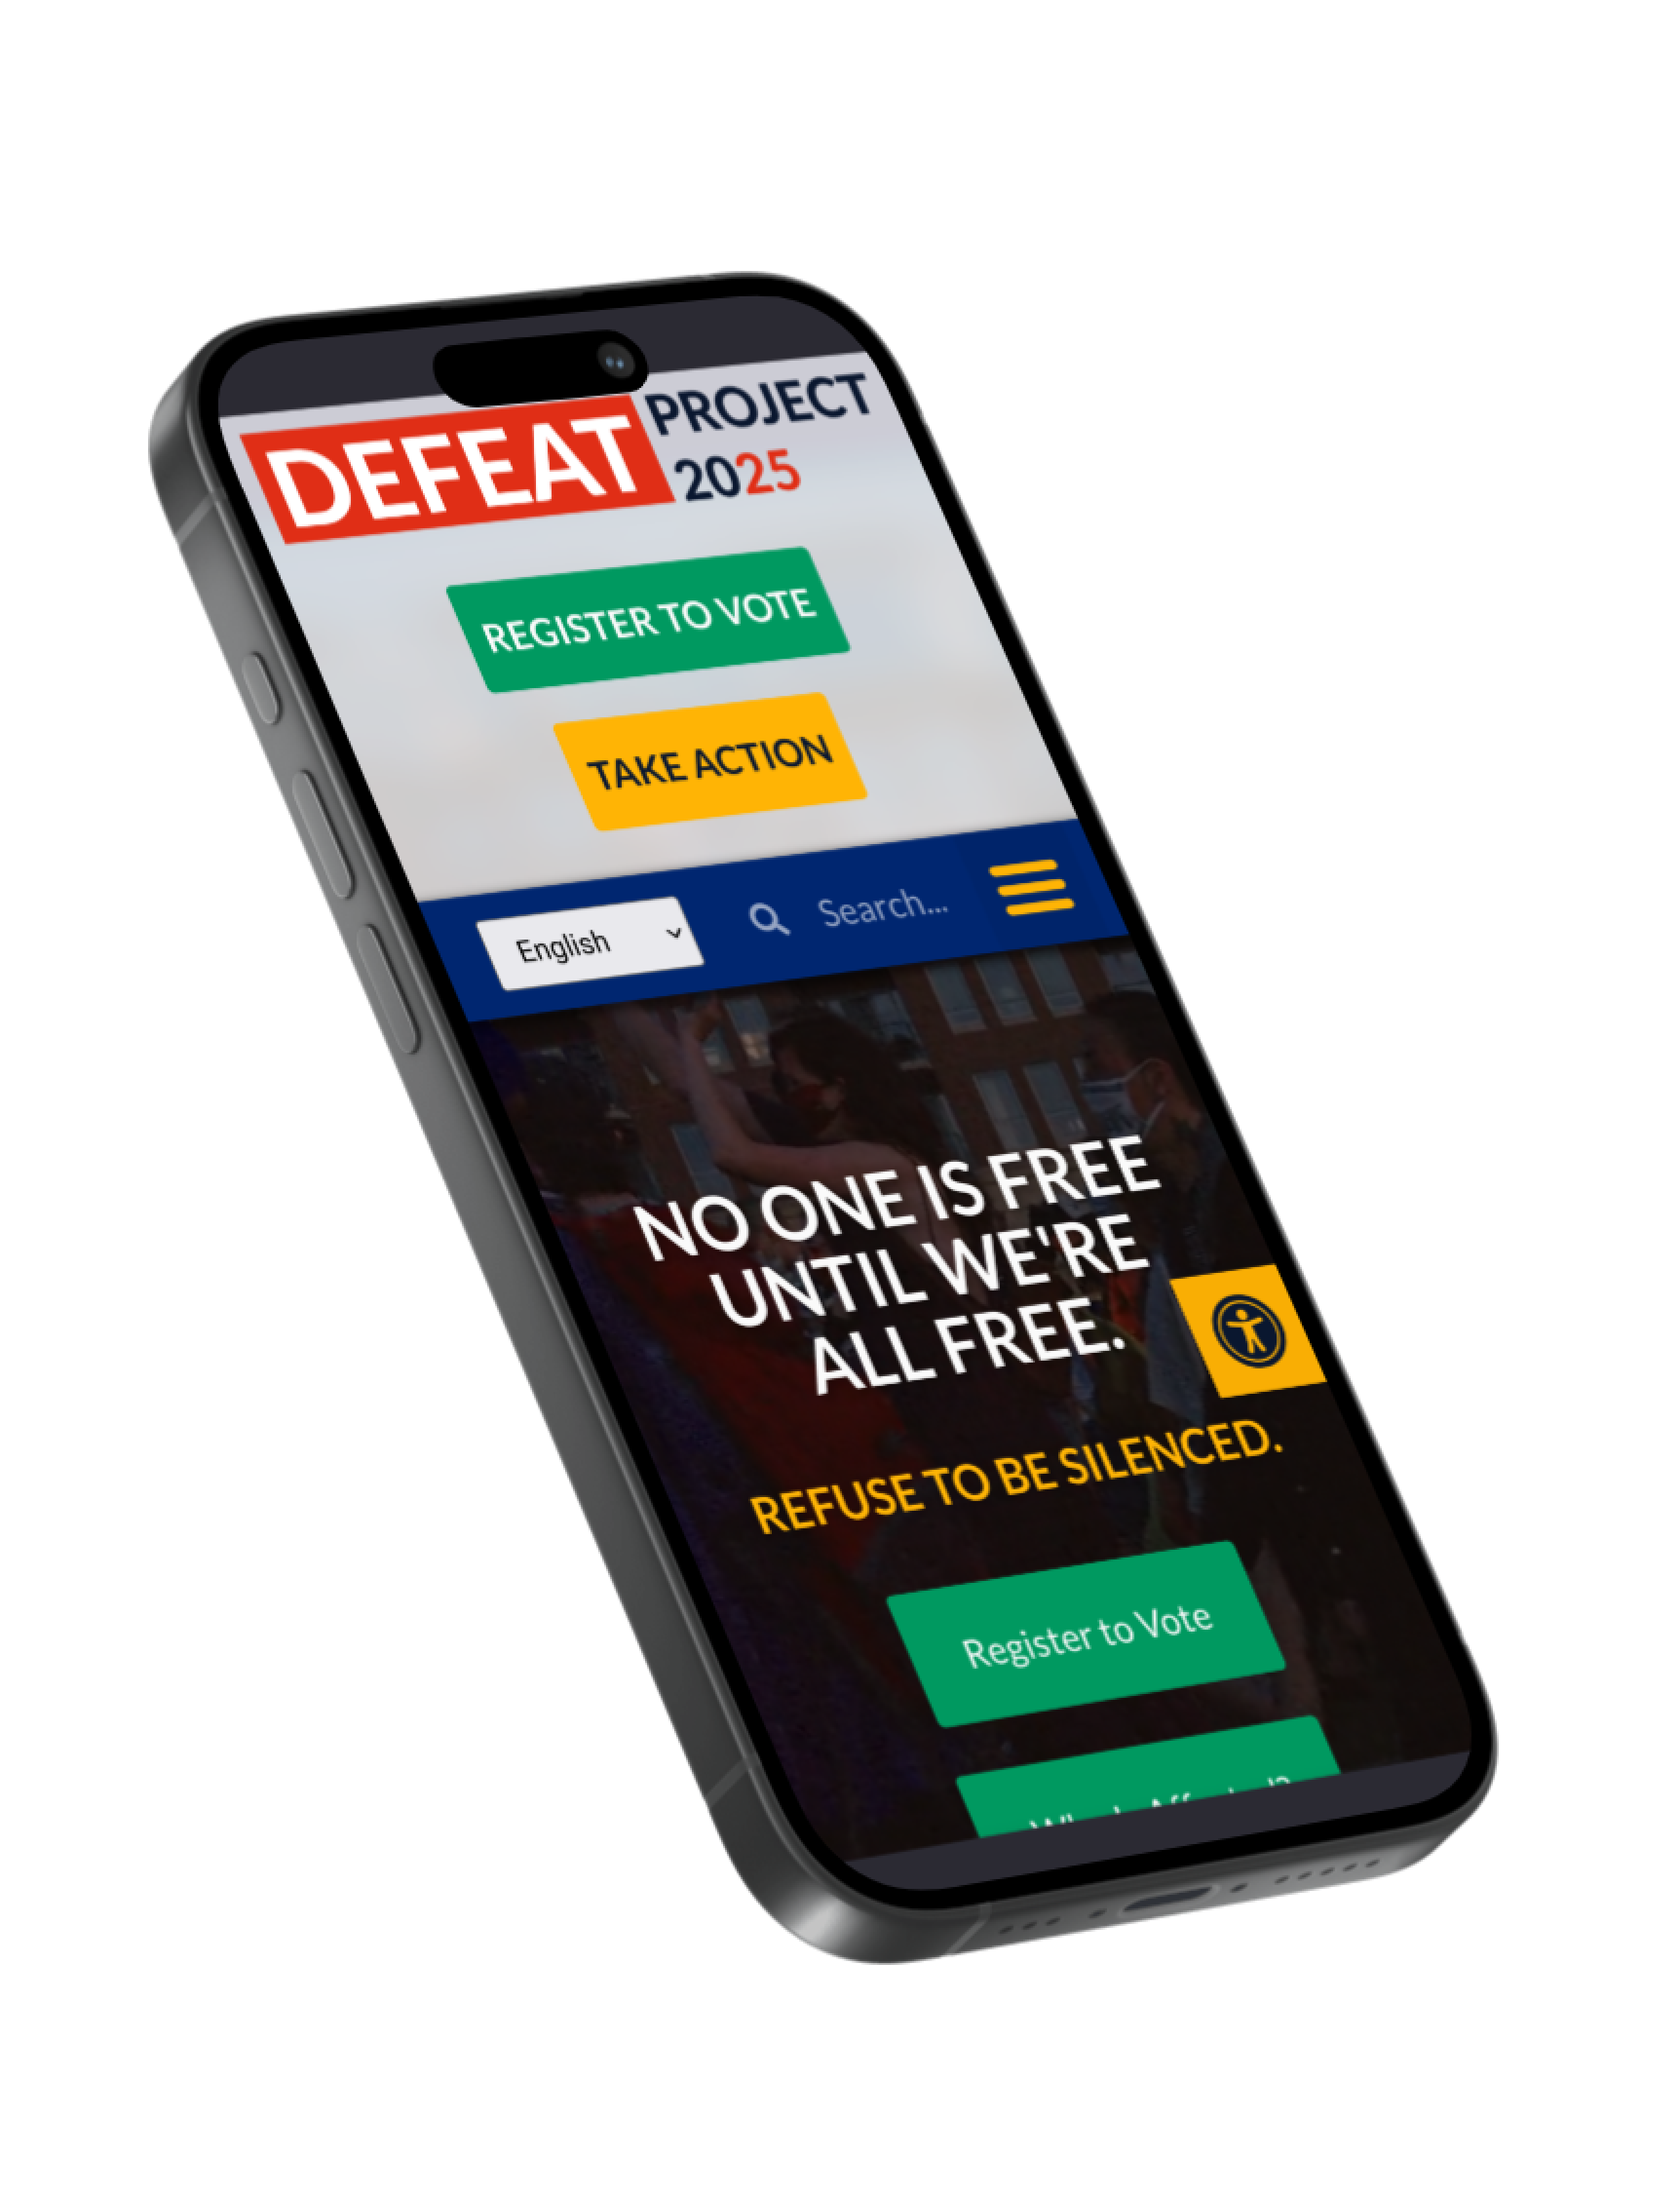 DEFEAT PROJECT
2025
REGISTER TO VOTE
TAKE ACTION
English
Search...
NO ONE IS FREE
UNTIL WE'RE
ALL FREE.
REFUSE TO BE SILENCED.
Register to Vote